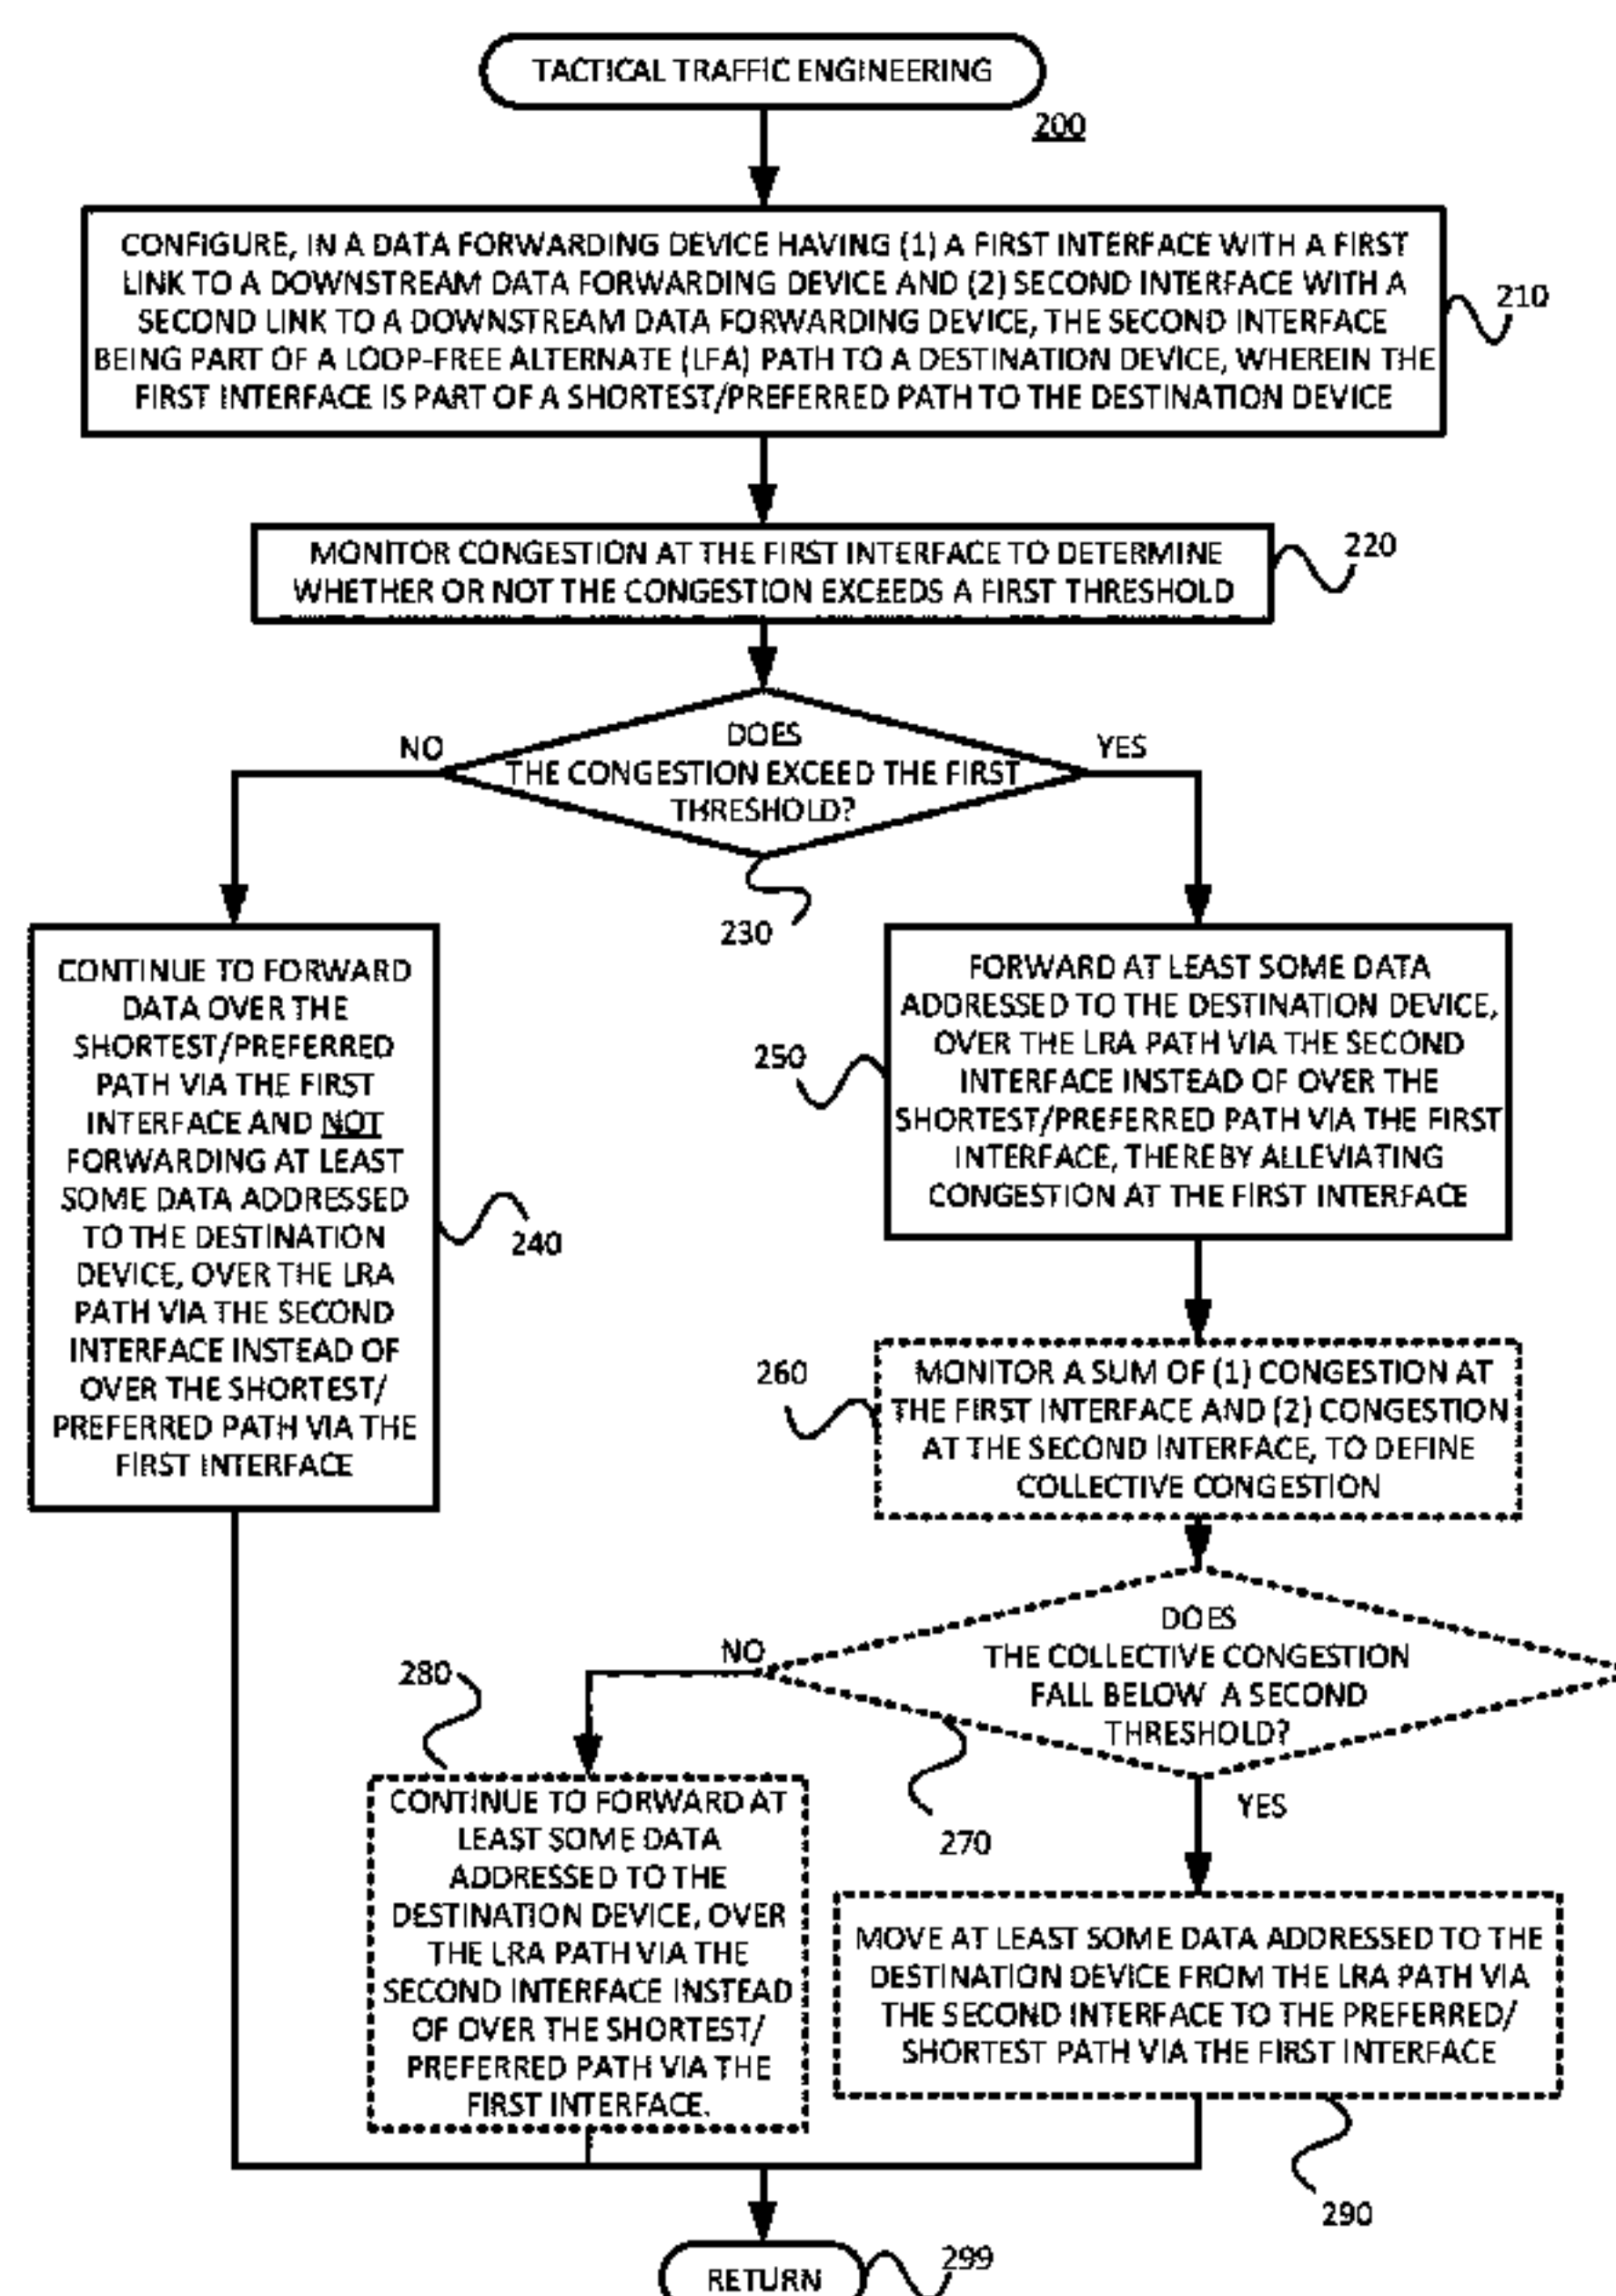 TACTICAL TRAFFIC ENGINEERING
200
CONFIGURE, IN A DATA FORWARDING DEVICE HAVING (1) A FIRST INTERFACE WITH A FIRST
LINK TO A DOWNSTREAM DATA FORWARDING DEVICE AND (2) SECOND INTERFACE WITH A
SECOND LINK TO A DOWNSTREAM DATA FORWARDING DEVICE, THE SECOND INTERFACE
BEING PART OF A LOOP-FREE ALTERNATE (LFA) PATH TO A DESTINATION DEVICE, WHEREIN THE
FIRST INTERFACE IS PART OF A SHORTEST/PREFERRED PATH TO THE DESTINATION DEVICE
210
MONITOR CONGESTION AT THE FIRST INTERFACE TO DETERMINE
WHETHER OR NOT THE CONGESTION EXCEEDS A FIRST THRESHOLD
220
DOES
THE CONGESTION EXCEED THE FIRST
THRESHOLD?
NO
YES
230
CONTINUE TO FORWARD
DATA OVER THE
SHORTEST/PREFERRED
PATH VIA THE FIRST
INTERFACE AND NOT
FORWARDING AT LEAST
SOME DATA ADDRESSED
TO THE DESTINATION
DEVICE, OVER THE LRA
PATH VIA THE SECOND
INTERFACE INSTEAD OF
OVER THE SHORTEST/
PREFERRED PATH VIA THE
FIRST INTERFACE
240
FORWARD AT LEAST SOME DATA
ADDRESSED TO THE DESTINATION DEVICE,
OVER THE LRA PATH VIA THE SECOND
INTERFACE INSTEAD OF OVER THE
SHORTEST/PREFERRED PATH VIA THE FIRST
INTERFACE, THEREBY ALLEVIATING
CONGESTION AT THE FIRST INTERFACE
250
MONITOR A SUM OF (1) CONGESTION AT
THE FIRST INTERFACE AND (2) CONGESTION
AT THE SECOND INTERFACE, TO DEFINE
COLLECTIVE CONGESTION
260
DOES
THE COLLECTIVE CONGESTION
FALL BELOW A SECOND
THRESHOLD?
NO
YES
270
280
CONTINUE TO FORWARD AT
LEAST SOME DATA
ADDRESSED TO THE
DESTINATION DEVICE, OVER
THE LRA PATH VIA THE
SECOND INTERFACE INSTEAD
OF OVER THE SHORTEST/
PREFERRED PATH VIA THE
FIRST INTERFACE.
MOVE AT LEAST SOME DATA ADDRESSED TO THE
DESTINATION DEVICE FROM THE LRA PATH VIA
THE SECOND INTERFACE TO THE PREFERRED/
SHORTEST PATH VIA THE FIRST INTERFACE
290
RETURN
299